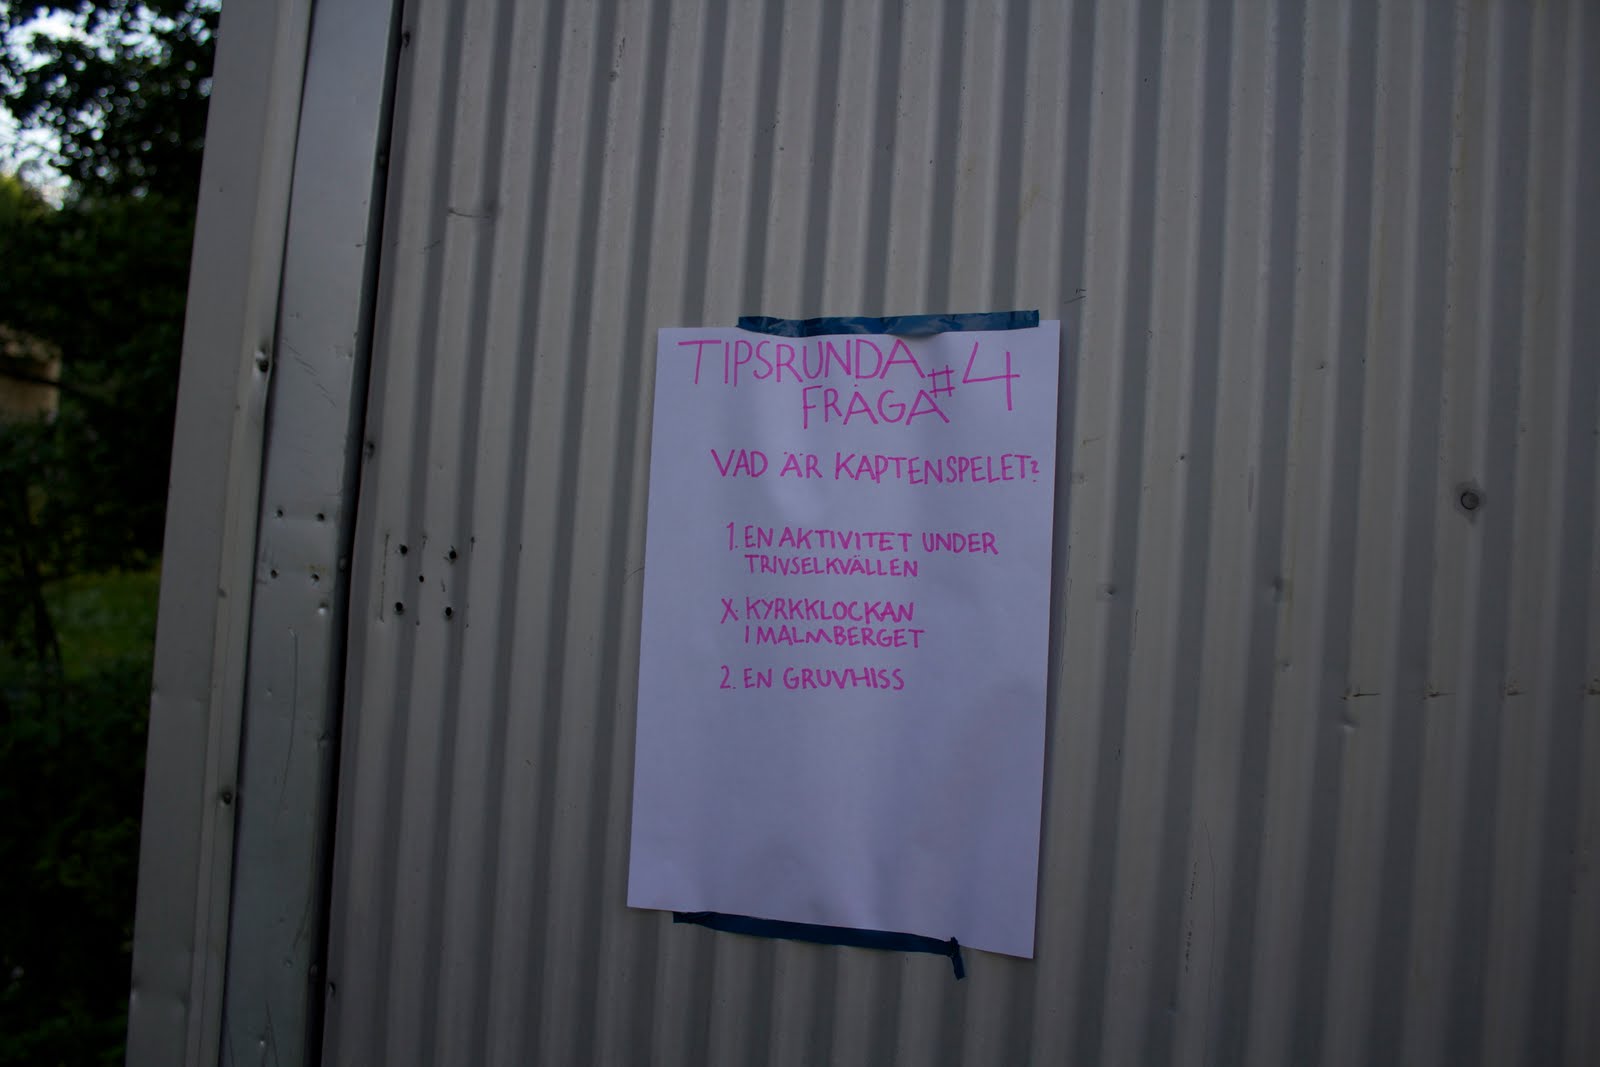 TIPSRUNDA
FRÅGA #4
VAD ÄR KAPTENSPELET?
1. EN AKTIVITET UNDER
TRIVSELKVÄLLEN
X. KYRKKLOCKAN
I MALMBERGET
2. EN GRUVHISS